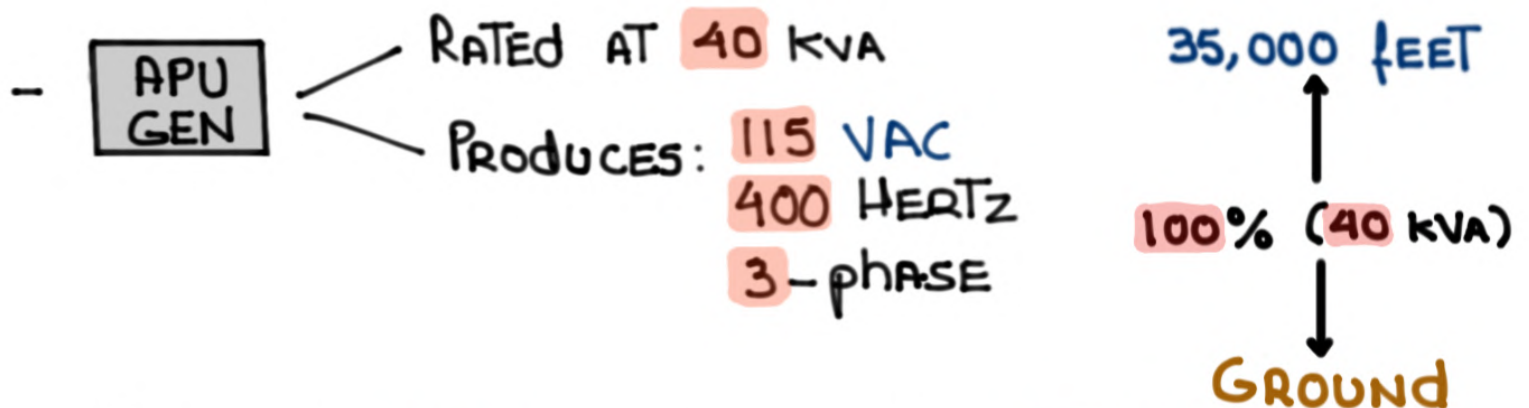 - APU GEN
RATEd AT 40 KVA
PROdUCES: 115 VAC
400 HERTZ
3-phASE
35,000 fEET
100% (40 KVA)
GROUNd